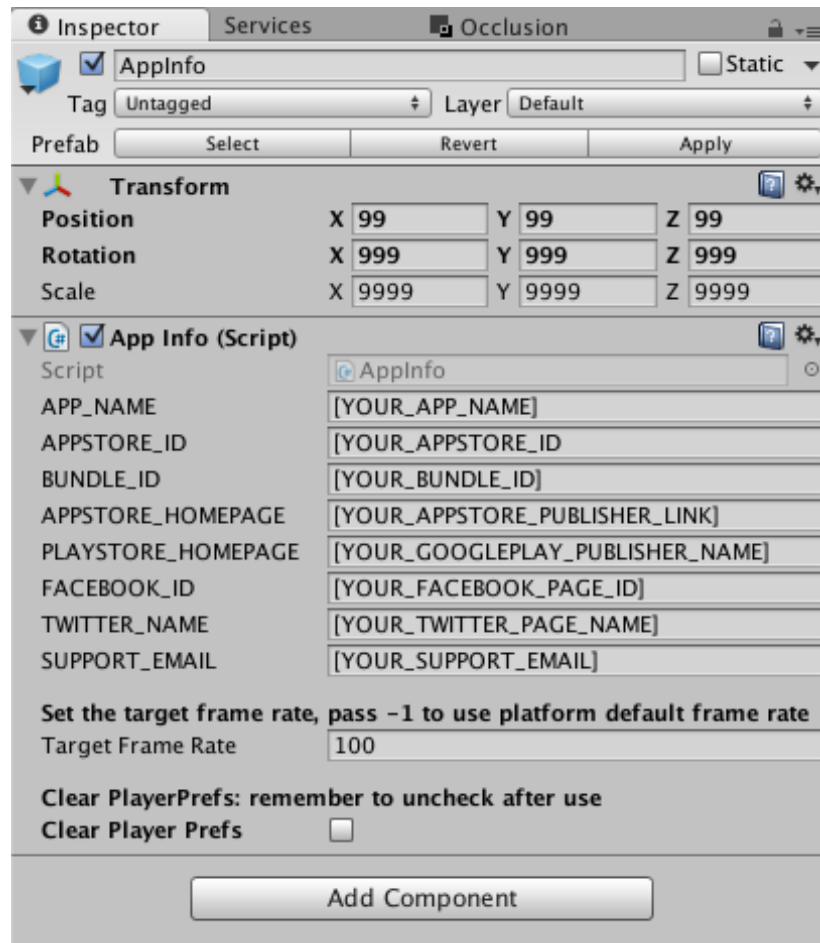 Inspector Services Occlusion
AppInfo Static
Tag Untagged Layer Default
Prefab Select Revert Apply
Transform
Position X 99 Y 99 Z 99
Rotation X 999 Y 999 Z 999
Scale X 9999 Y 9999 Z 9999
App Info (Script)
Script AppInfo
APP_NAME [YOUR_APP_NAME]
APPSTORE_ID [YOUR_APPSTORE_ID
BUNDLE_ID [YOUR_BUNDLE_ID]
APPSTORE_HOMEPAGE [YOUR_APPSTORE_PUBLISHER_LINK]
PLAYSTORE_HOMEPAGE [YOUR_GOOGLEPLAY_PUBLISHER_NAME]
FACEBOOK_ID [YOUR_FACEBOOK_PAGE_ID]
TWITTER_NAME [YOUR_TWITTER_PAGE_NAME]
SUPPORT_EMAIL [YOUR_SUPPORT_EMAIL]
Set the target frame rate, pass -1 to use platform default frame rate
Target Frame Rate 100
Clear PlayerPrefs: remember to uncheck after use
Clear Player Prefs
Add Component